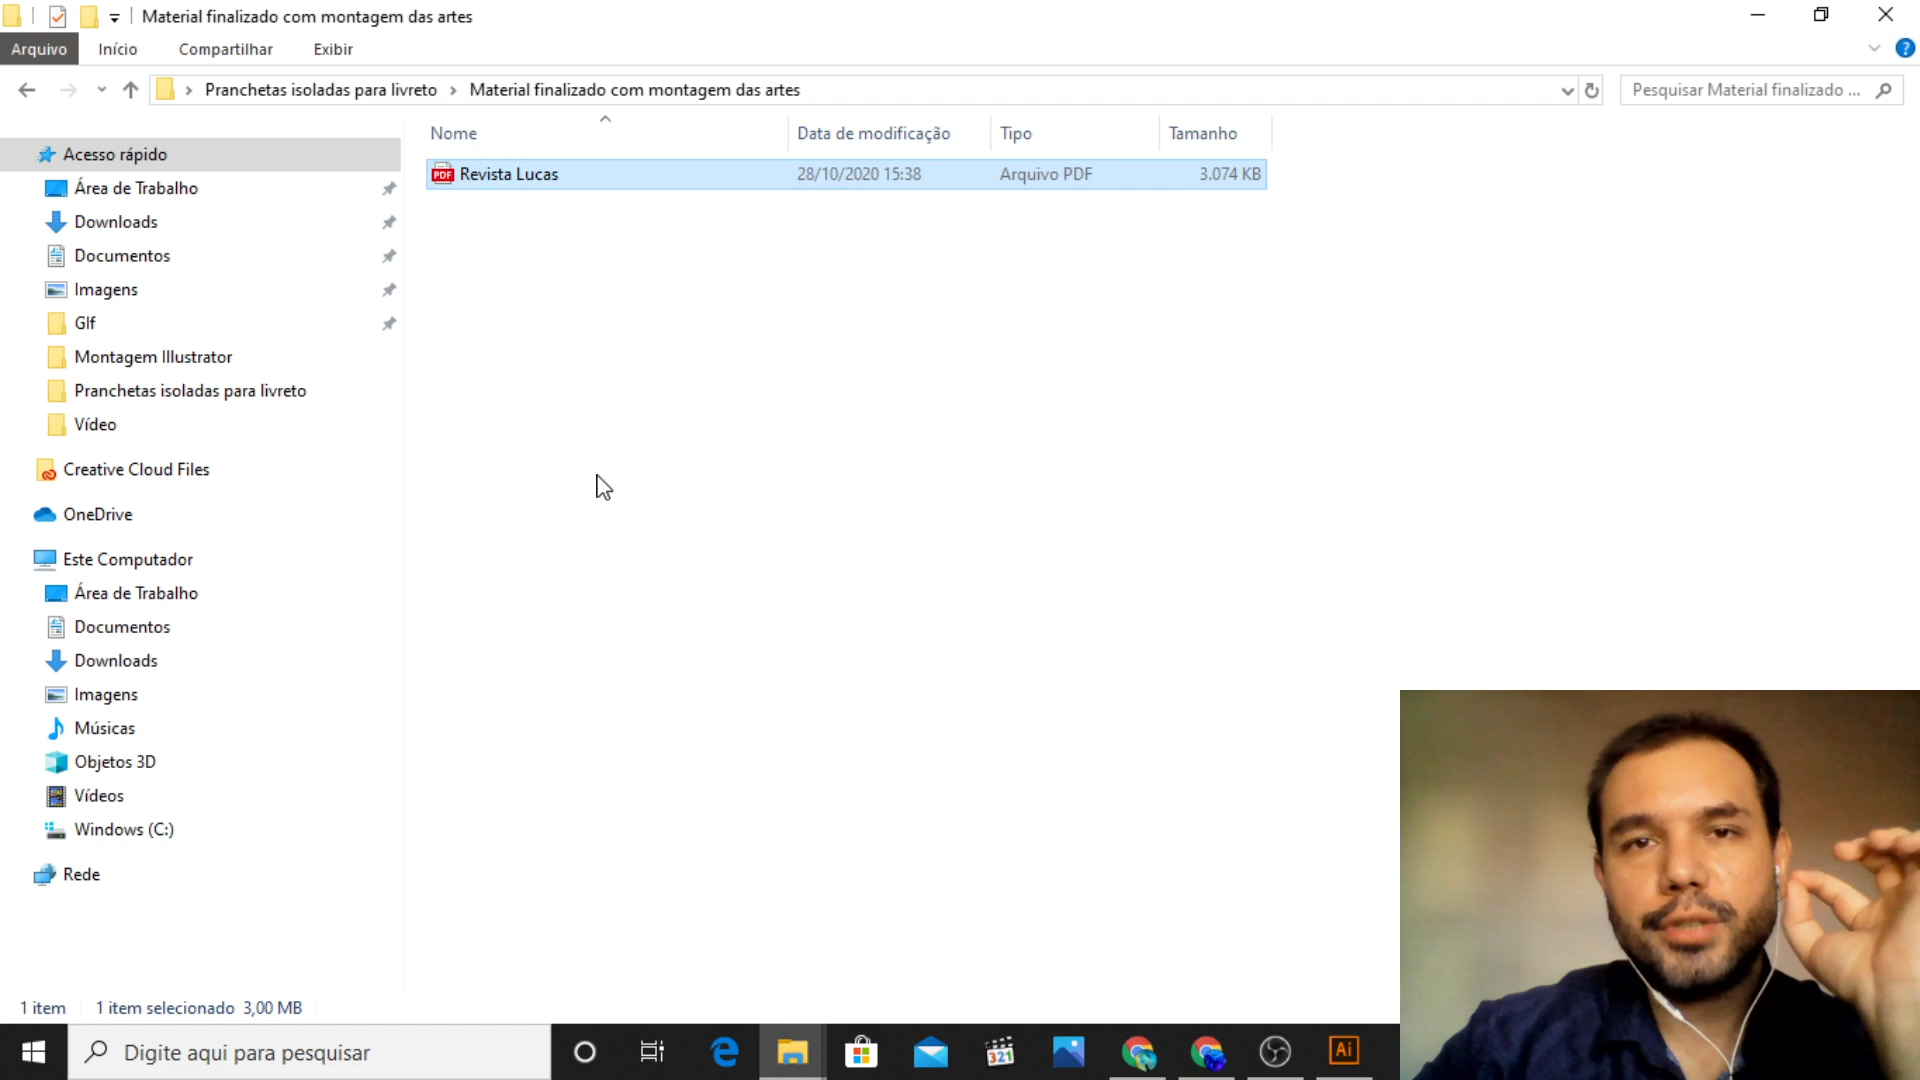 Material finalizado com montagem das artes
Arquivo Início Compartilhar Exibir
?
Pranchetas isoladas para livreto > Material finalizado com montagem das artes
Pesquisar Material finalizado ...
Nome Data de modificação Tipo Tamanho
PDF Revista Lucas 28/10/2020 15:38 Arquivo PDF 3.074 KB
Acesso rápido
Área de Trabalho
Downloads
Documentos
Imagens
GIf
Montagem Illustrator
Pranchetas isoladas para livreto
Vídeo
Creative Cloud Files
OneDrive
Este Computador
Área de Trabalho
Documentos
Downloads
Imagens
Músicas
Objetos 3D
Vídeos
Windows (C:)
Rede
1 item 1 item selecionado 3,00 MB
Digite aqui para pesquisar
321
Ai